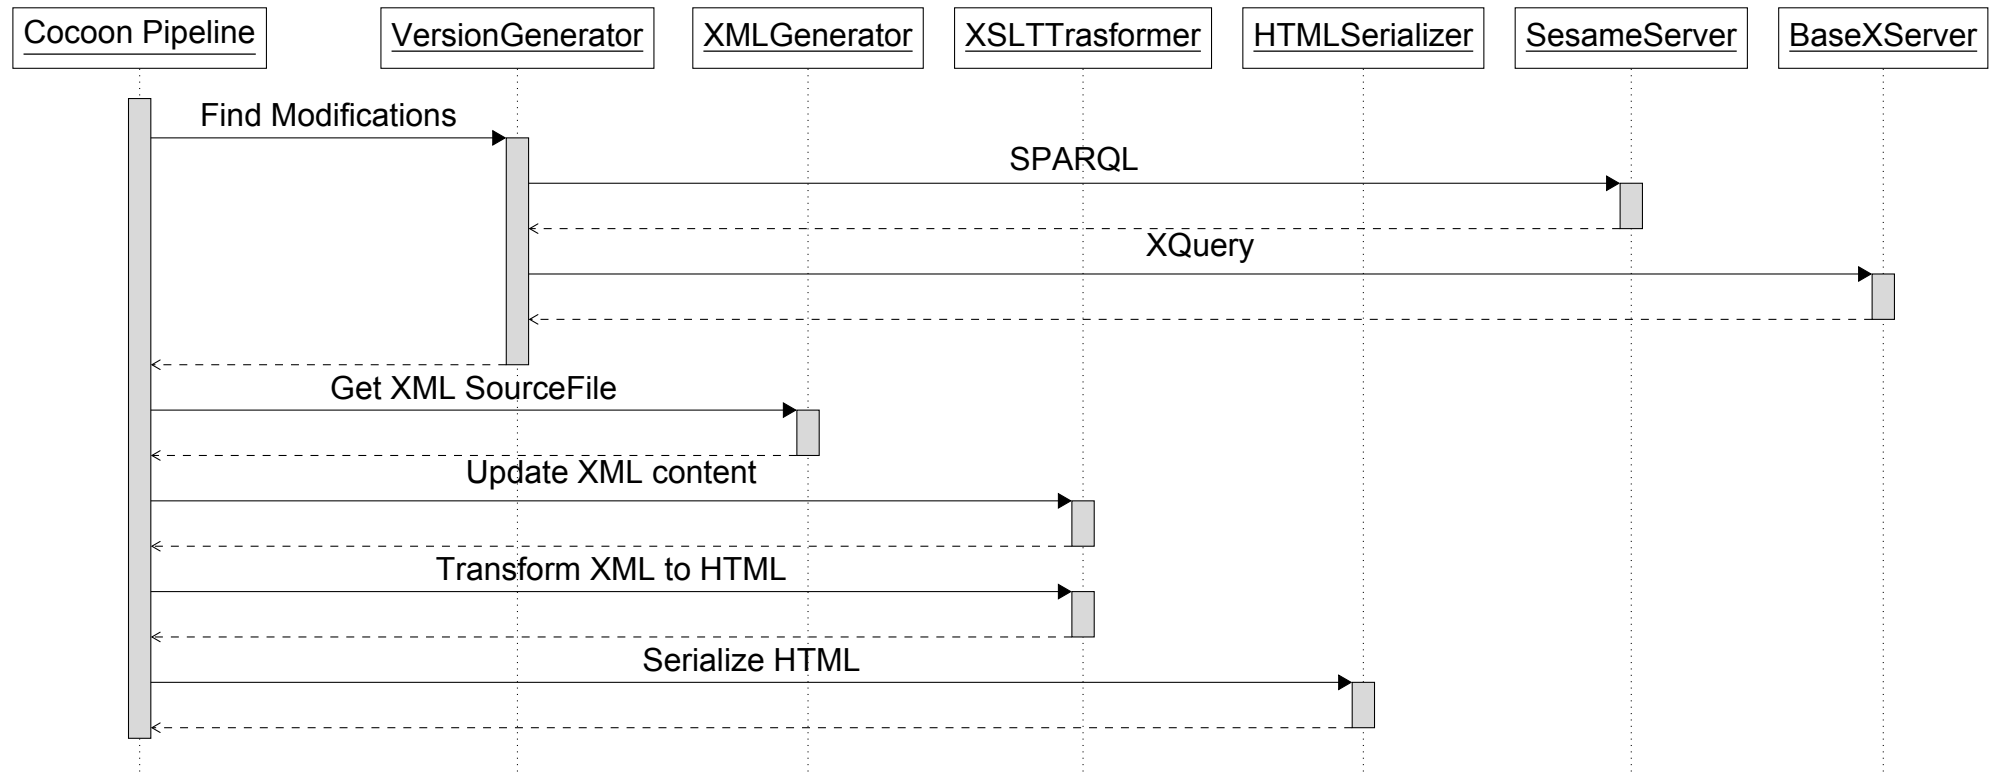 Cocoon Pipeline
VersionGenerator
XMLGenerator
XSLTTrasformer
HTMLSerializer
SesameServer
BaseXServer
Find Modifications
SPARQL
XQuery
Get XML SourceFile
Update XML content
Transform XML to HTML
Serialize HTML